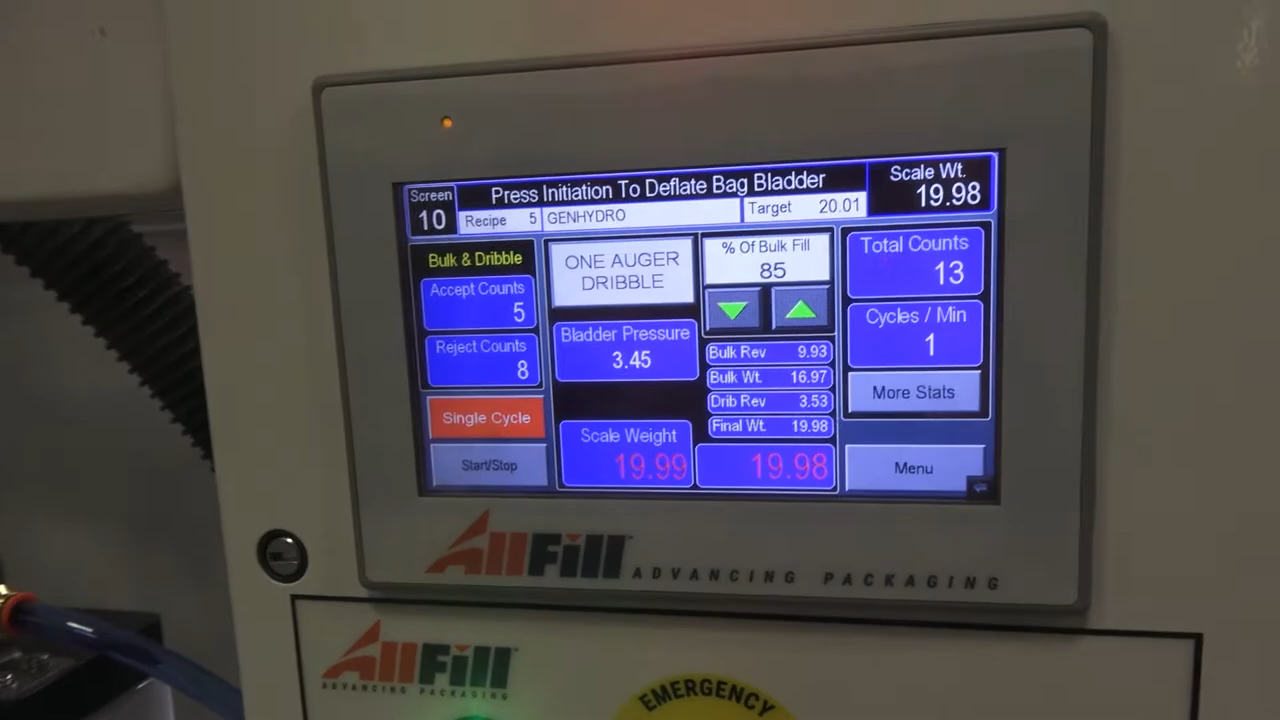 Screen
10
Press Initiation To Deflate Bag Bladder
Recipe 5 GENHYDRO
Target 20.01
Scale Wt.
19.98
Bulk & Dribble
Accept Counts
5
Reject Counts
8
Single Cycle
Start/Stop
ONE AUGER
DRIBBLE
Bladder Pressure
3.45
Scale Weight
19.99
% Of Bulk Fill
85
Bulk Rev 9.93
Bulk Wt. 16.97
Drib Rev 3.53
Final Wt. 19.98
19.98
Total Counts
13
Cycles / Min
1
More Stats
Menu
AllFill
ADVANCING PACKAGING
AllFill
ADVANCING PACKAGING
EMERGENCY